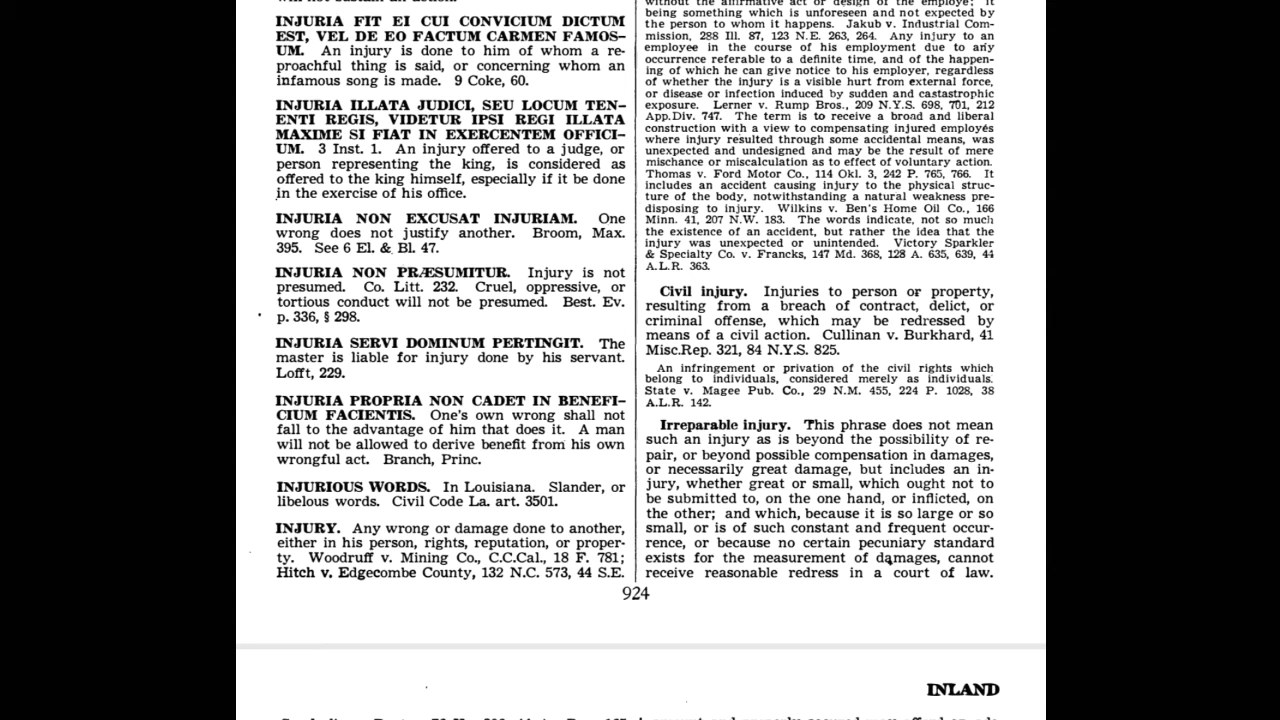 INJURIA FIT EI CUI CONVICIUM DICTUM
EST, VEL DE EO FACTUM CARMEN FAMOS-
UM. An injury is done to him of whom a re-
proachful thing is said, or concerning whom an
infamous song is made. 9 Coke, 60.
INJURIA ILLATA JUDICI, SEU LOCUM TEN-
ENTI REGIS, VIDETUR IPSI REGI ILLATA
MAXIME SI FIAT IN EXERCENTEM OFFICI-
UM. 3 Inst. 1. An injury offered to a judge, or
person representing the king, is considered as
offered to the king himself, especially if it be done
in the exercise of his office.
INJURIA NON EXCUSAT INJURIAM. One
wrong does not justify another. Broom, Max.
395. See 6 El. & Bl. 47.
INJURIA NON PRÆSUMITUR. Injury is not
presumed. Co. Litt. 232. Cruel, oppressive, or
tortious conduct will not be presumed. Best. Ev.
p. 336, § 298.
INJURIA SERVI DOMINUM PERTINGIT. The
master is liable for injury done by his servant.
Lofft, 229.
INJURIA PROPRIA NON CADET IN BENEFI-
CIUM FACIENTIS. One's own wrong shall not
fall to the advantage of him that does it. A man
will not be allowed to derive benefit from his own
wrongful act. Branch, Princ.
INJURIOUS WORDS. In Louisiana. Slander, or
libelous words. Civil Code La. art. 3501.
INJURY. Any wrong or damage done to another,
either in his person, rights, reputation, or proper-
ty. Woodruff v. Mining Co., C.C.Cal., 18 F. 781;
Hitch v. Edgecombe County, 132 N.C. 573, 44 S.E.
without the affirmative act or design of the employe; it
being something which is unforeseen and not expected by
the person to whom it happens. Jakub v. Industrial Com-
mission, 288 Ill. 87, 123 N.E. 263, 264. Any injury to an
employee in the course of his employment due to any
occurrence referable to a definite time, and of the happen-
ing of which he can give notice to his employer, regardless
of whether the injury is a visible hurt from external force,
or disease or infection induced by sudden and castastrophic
exposure. Lerner v. Rump Bros., 209 N.Y.S. 698, 701, 212
App.Div. 747. The term is to receive a broad and liberal
construction with a view to compensating injured employés
where injury resulted through some accidental means, was
unexpected and undesigned and may be the result of mere
mischance or miscalculation as to effect of voluntary action.
Thomas v. Ford Motor Co., 114 Okl. 3, 242 P. 765, 766. It
includes an accident causing injury to the physical struc-
ture of the body, notwithstanding a natural weakness pre-
disposing to injury. Wilkins v. Ben's Home Oil Co., 166
Minn. 41, 207 N.W. 183. The words indicate, not so much
the existence of an accident, but rather the idea that the
injury was unexpected or unintended. Victory Sparkler
& Specialty Co. v. Francks, 147 Md. 368, 128 A. 635, 639, 44
A.L.R. 363.
Civil injury. Injuries to person or property,
resulting from a breach of contract, delict, or
criminal offense, which may be redressed by
means of a civil action. Cullinan v. Burkhard, 41
Misc.Rep. 321, 84 N.Y.S. 825.
An infringement or privation of the civil rights which
belong to individuals, considered merely as individuals.
State v. Magee Pub. Co., 29 N.M. 455, 224 P. 1028, 38
A.L.R. 142.
Irreparable injury. This phrase does not mean
such an injury as is beyond the possibility of re-
pair, or beyond possible compensation in damages,
or necessarily great damage, but includes an in-
jury, whether great or small, which ought not to
be submitted to, on the one hand, or inflicted, on
the other; and which, because it is so large or so
small, or is of such constant and frequent occur-
rence, or because no certain pecuniary standard
exists for the measurement of damages, cannot
receive reasonable redress in a court of law.
924
INLAND